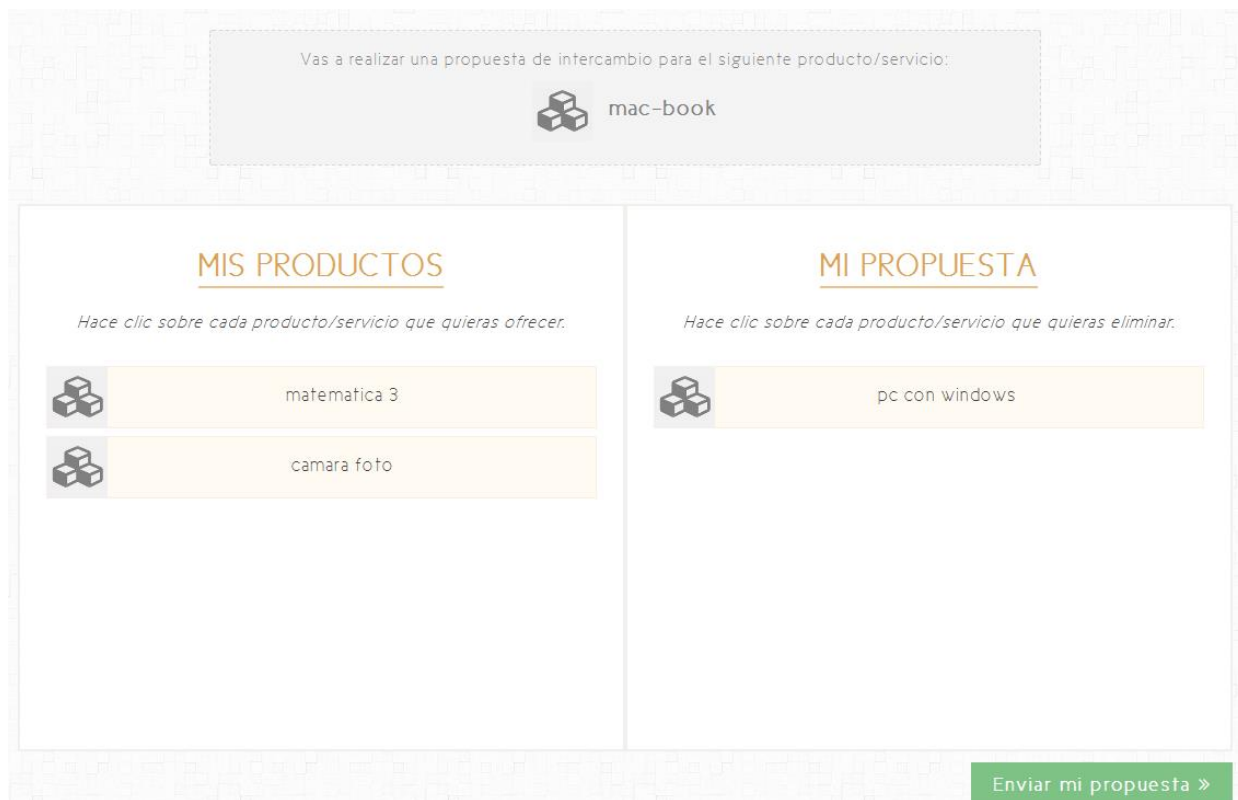 Vas a realizar una propuesta de intercambio para el siguiente producto/servicio:
mac-book
MIS PRODUCTOS
Hace clic sobre cada producto/servicio que quieras ofrecer.
matematica 3
camara foto
MI PROPUESTA
Hace clic sobre cada producto/servicio que quieras eliminar.
pc con windows
Enviar mi propuesta »